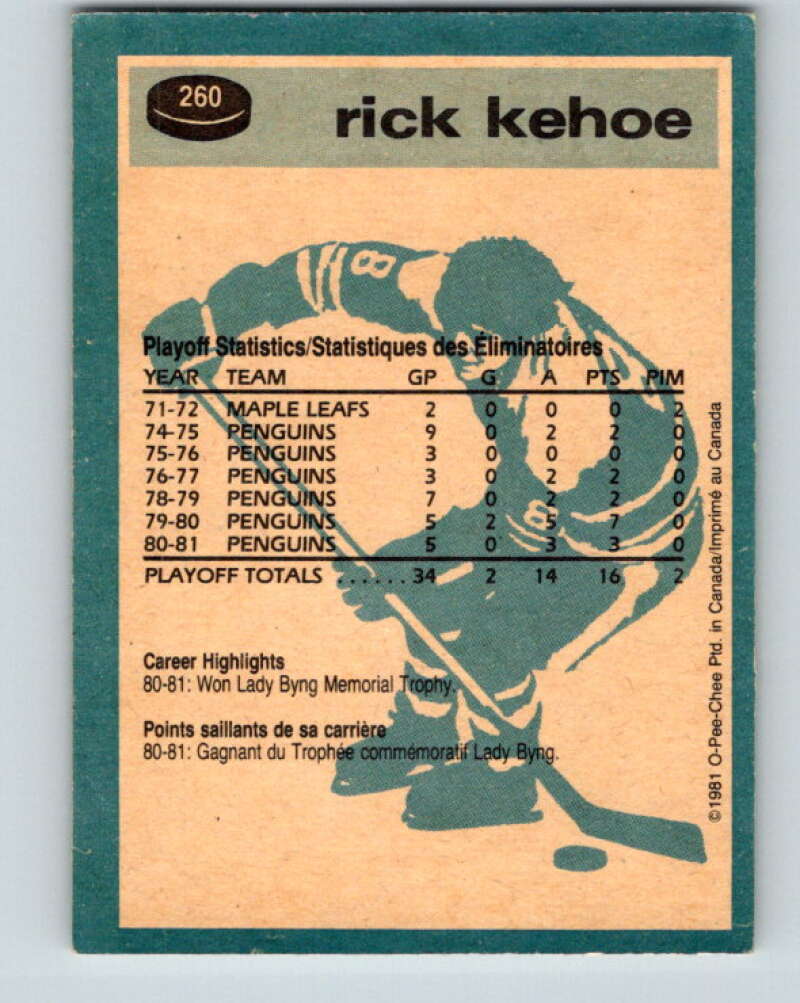 260
rick kehoe
8
Playoff Statistics/Statistiques des Éliminatoires
YEAR TEAM GP G A PTS PIM
71-72 MAPLE LEAFS 2 0 0 0 2
74-75 PENGUINS 9 0 2 2 0
75-76 PENGUINS 3 0 0 0 0
76-77 PENGUINS 3 0 2 2 0
78-79 PENGUINS 7 0 2 2 0
79-80 PENGUINS 5 2 5 7 0
80-81 PENGUINS 5 0 3 3 0
PLAYOFF TOTALS ...... 34 2 14 16 2
Career Highlights
80-81: Won Lady Byng Memorial Trophy.
Points saillants de sa carrière
80-81: Gagnant du Trophée commémoratif Lady Byng.
©1981 O-Pee-Chee Ptd. in Canada/Imprimé au Canada